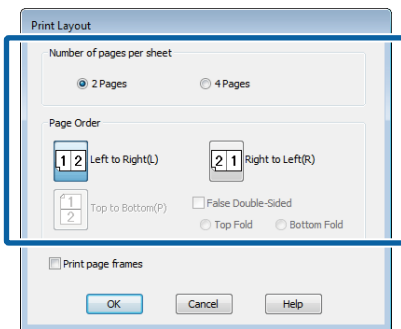 Print Layout
Number of pages per sheet
2 Pages 4 Pages
Page Order
1 2 Left to Right(L) 2 1 Right to Left(R)
1
2 Top to Bottom(P) False Double-Sided
Top Fold Bottom Fold
Print page frames
OK Cancel Help